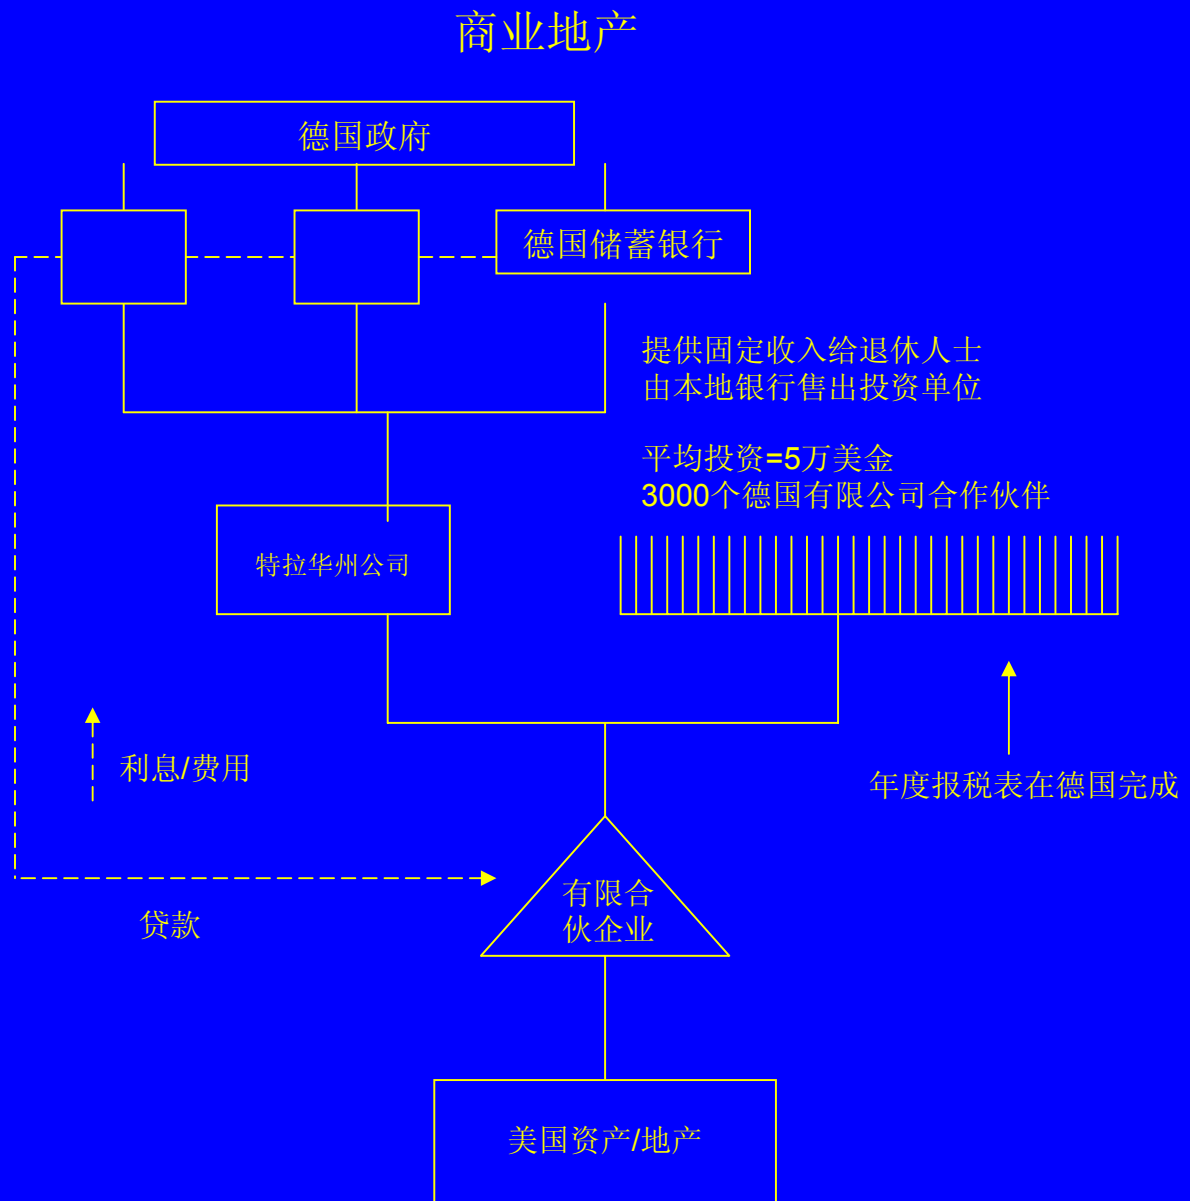 商业地产
德国政府
德国储蓄银行
提供固定收入给退休人士
由本地银行售出投资单位
平均投资=5万美金
3000个德国有限公司合作伙伴
特拉华州公司
利息/费用
年度报税表在德国完成
有限合
伙企业
贷款
美国资产/地产